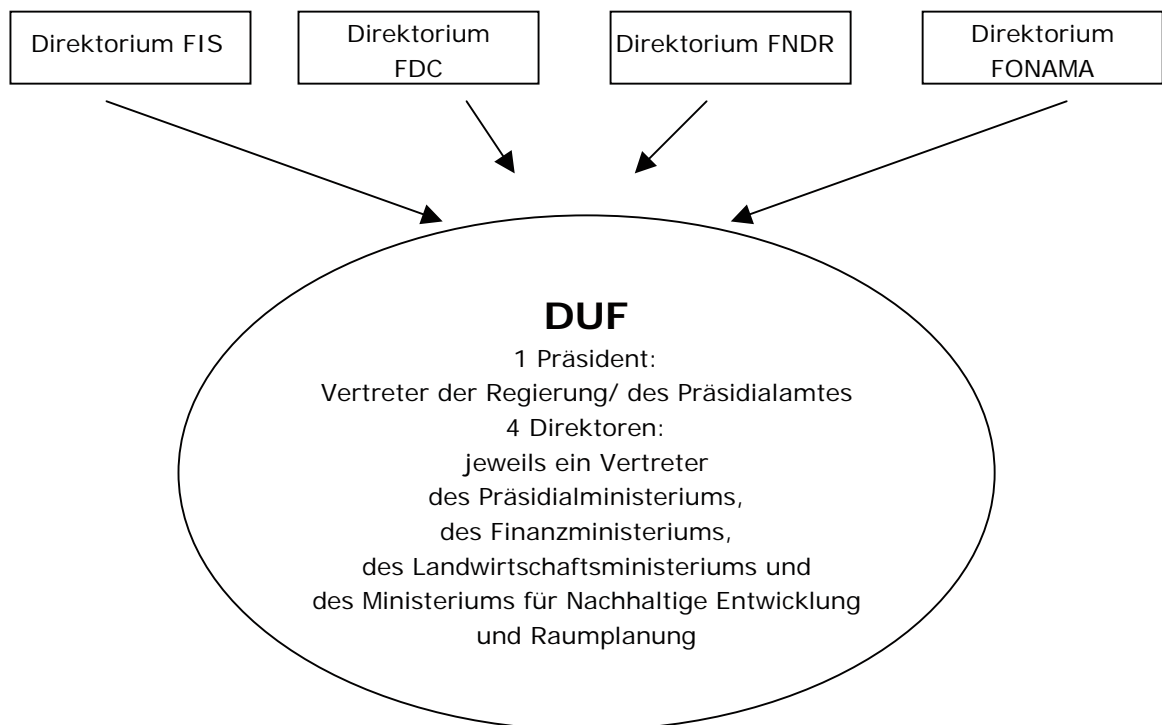 Direktorium FIS
Direktorium
FDC
Direktorium FNDR
Direktorium
FONAMA
DUF
1 Präsident:
Vertreter der Regierung/ des Präsidialamtes
4 Direktoren:
jeweils ein Vertreter
des Präsidialministeriums,
des Finanzministeriums,
des Landwirtschaftsministeriums und
des Ministeriums für Nachhaltige Entwicklung
und Raumplanung